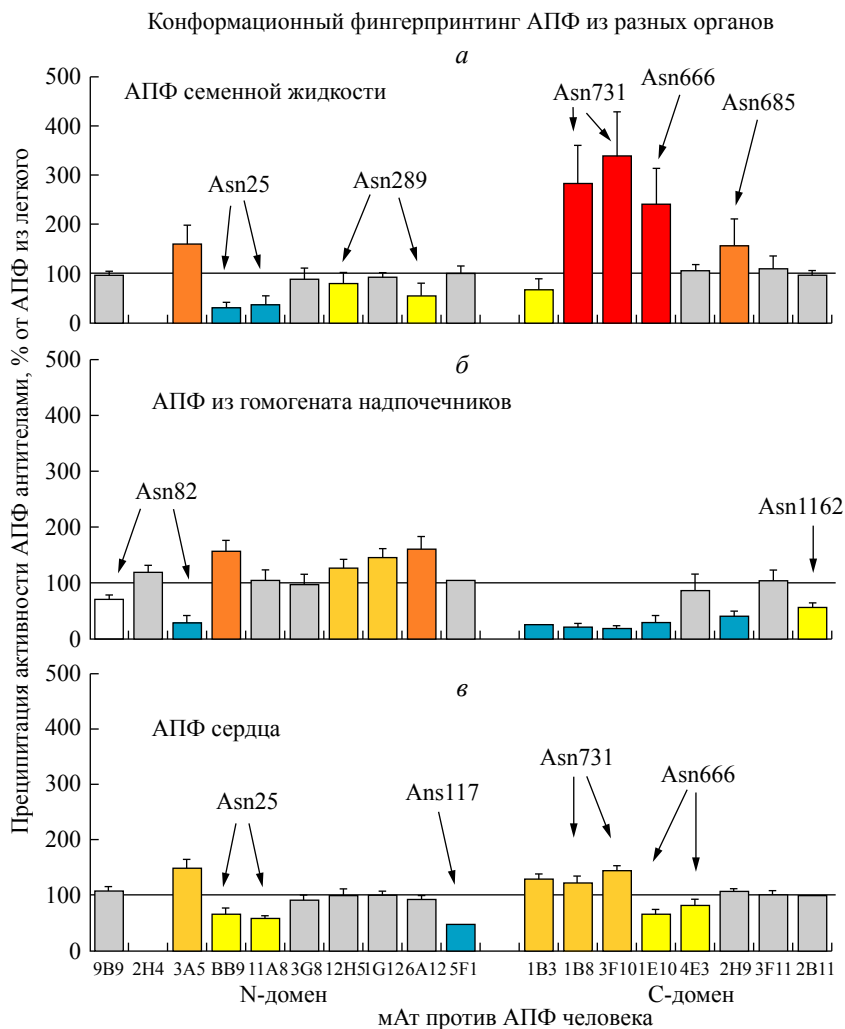 Конформационный фингерпринтинг АПФ из разных органов
а
500
400
300
200
100
0
АПФ семенной жидкости
Asn25
Asn289
Asn731
Asn666
Asn685
Преципитация активности АПФ антителами, % от АПФ из легкого
б
500
400
300
200
100
0
АПФ из гомогената надпочечников
Asn82
Asn1162
в
500
400
300
200
100
0
АПФ сердца
Asn25
Ans117
Asn731
Asn666
9B9 2H4 3A5 BB9 11A8 3G8 12H5 1G12 6A12 5F1 1B3 1B8 3F10 1E10 4E3 2H9 3F11 2B11
N-домен C-домен
мАт против АПФ человека